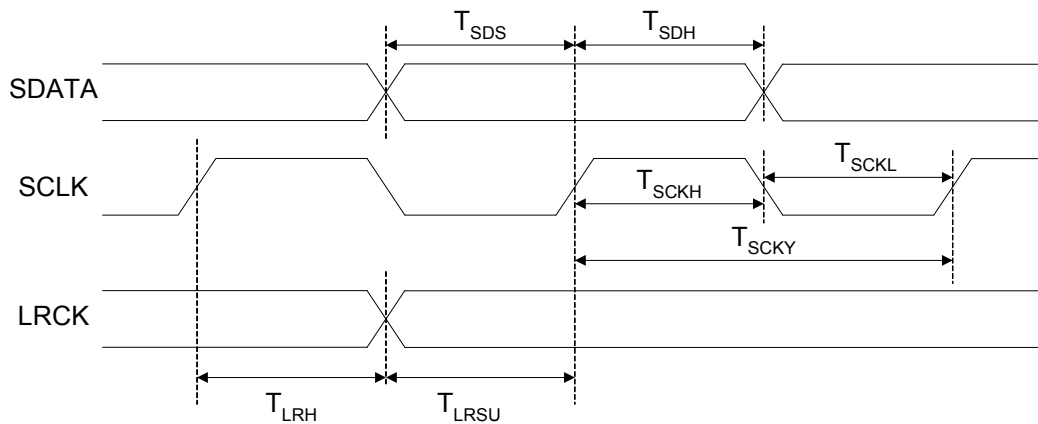 T_SDS T_SDH
SDATA
SCLK
T_SCKL
T_SCKH
T_SCKY
LRCK
T_LRH T_LRSU